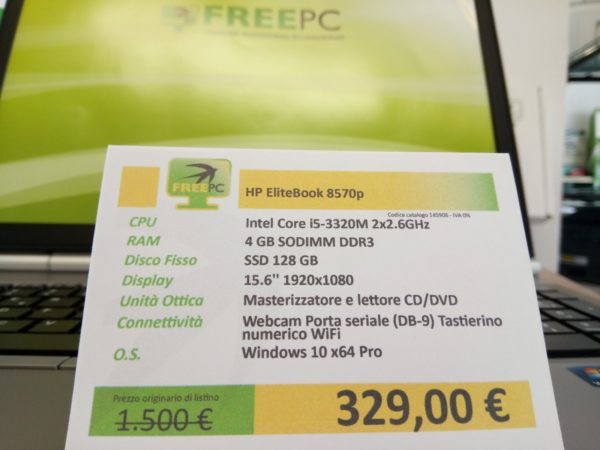 FREEPC
FREEPC
HP EliteBook 8570p
Codice catalogo 145906 - IVA 0%
CPU Intel Core i5-3320M 2x2.6GHz
RAM 4 GB SODIMM DDR3
Disco Fisso SSD 128 GB
Display 15.6" 1920x1080
Unità Ottica Masterizzatore e lettore CD/DVD
Connettività Webcam Porta seriale (DB-9) Tastierino
numerico WiFi
O.S. Windows 10 x64 Pro
Prezzo originario di listino
1.500 €
329,00 €